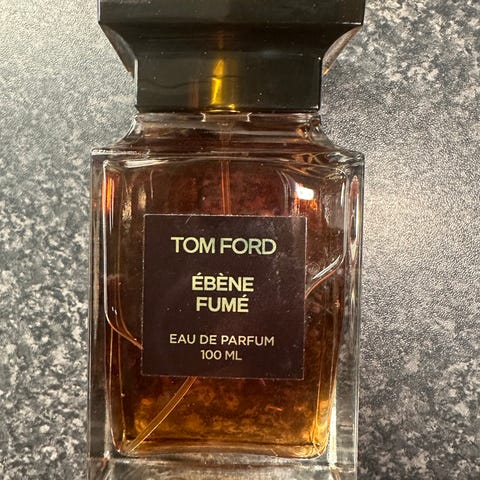 TOM FORD
ÉBÈNE
FUMÉ
EAU DE PARFUM
100 ML